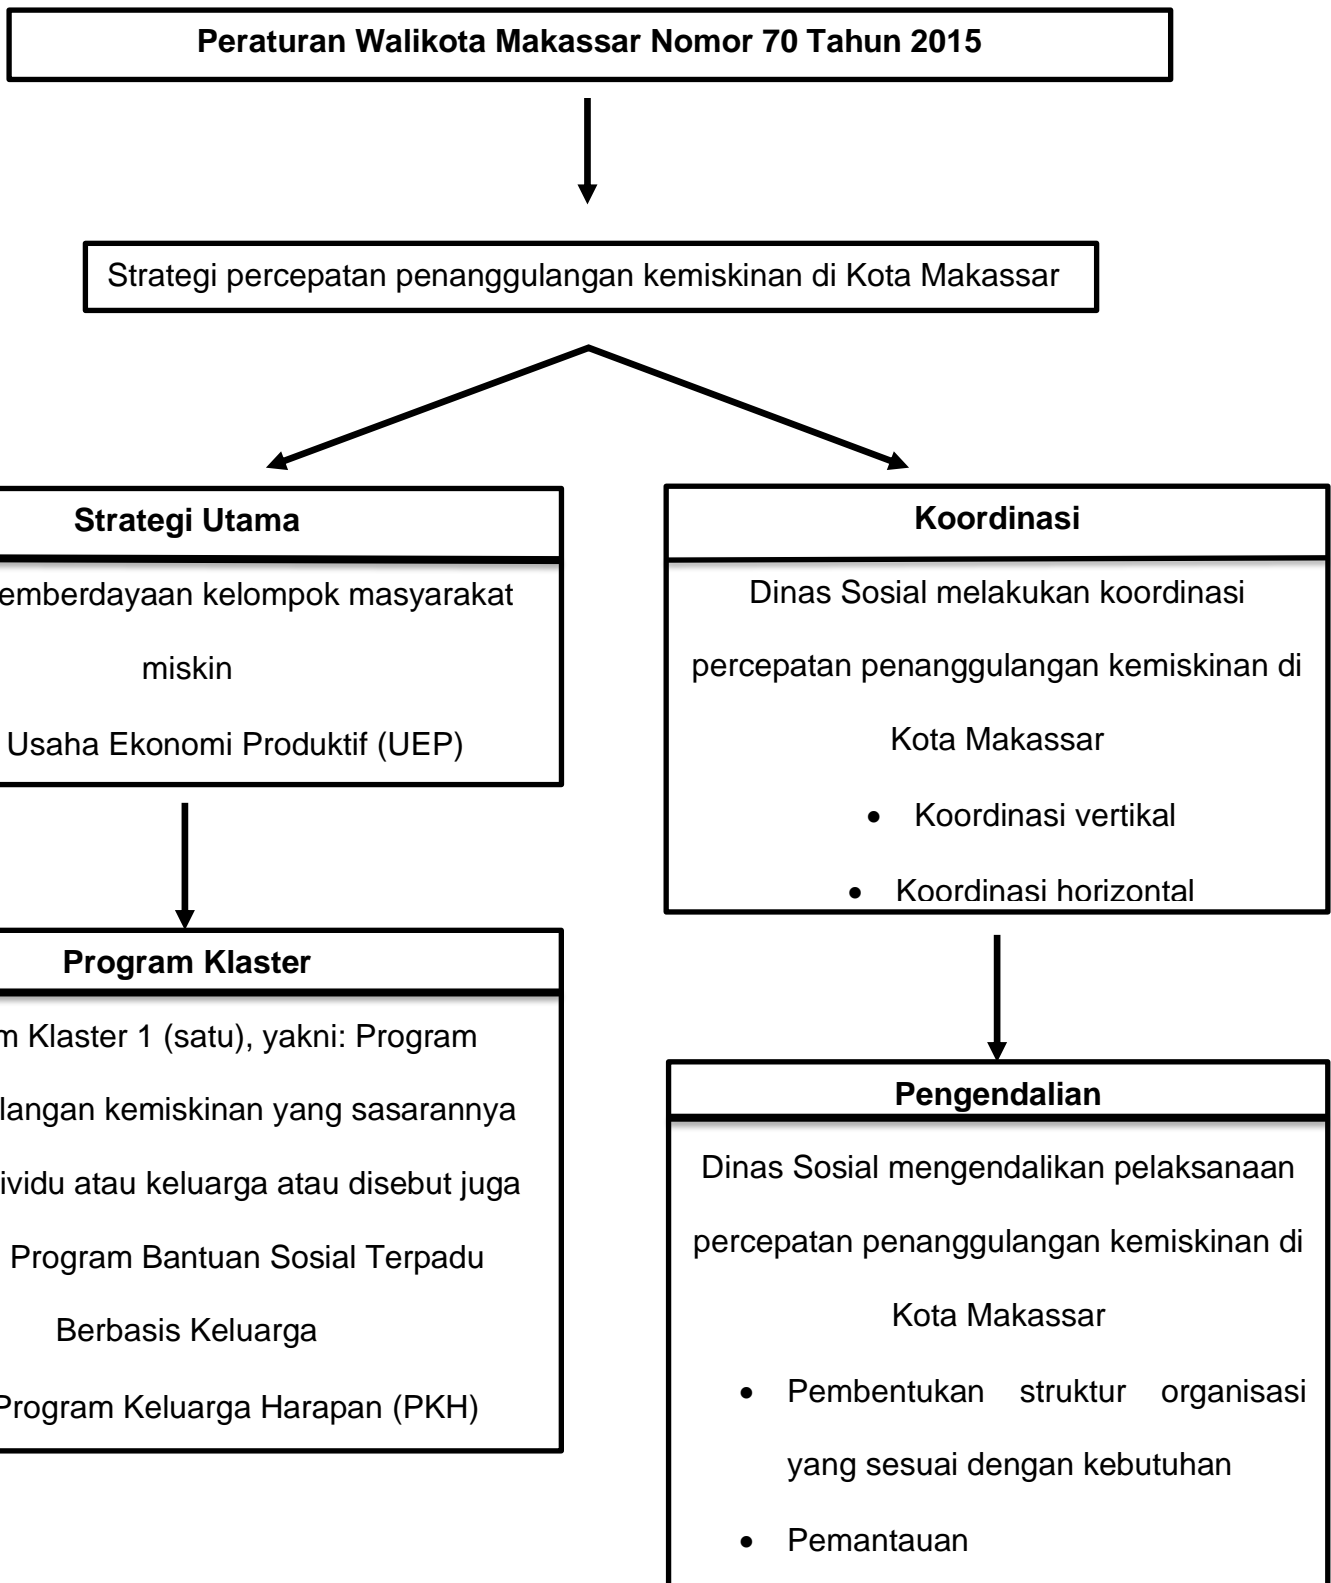 Peraturan Walikota Makassar Nomor 70 Tahun 2015
Strategi percepatan penanggulangan kemiskinan di Kota Makassar
Strategi Utama
emberdayaan kelompok masyarakat
miskin
Usaha Ekonomi Produktif (UEP)
Program Klaster
m Klaster 1 (satu), yakni: Program
langan kemiskinan yang sasarannya
ividu atau keluarga atau disebut juga
Program Bantuan Sosial Terpadu
Berbasis Keluarga
Program Keluarga Harapan (PKH)
Koordinasi
Dinas Sosial melakukan koordinasi
percepatan penanggulangan kemiskinan di
Kota Makassar
• Koordinasi vertikal
• Koordinasi horizontal
Pengendalian
Dinas Sosial mengendalikan pelaksanaan
percepatan penanggulangan kemiskinan di
Kota Makassar
• Pembentukan struktur organisasi
yang sesuai dengan kebutuhan
• Pemantauan